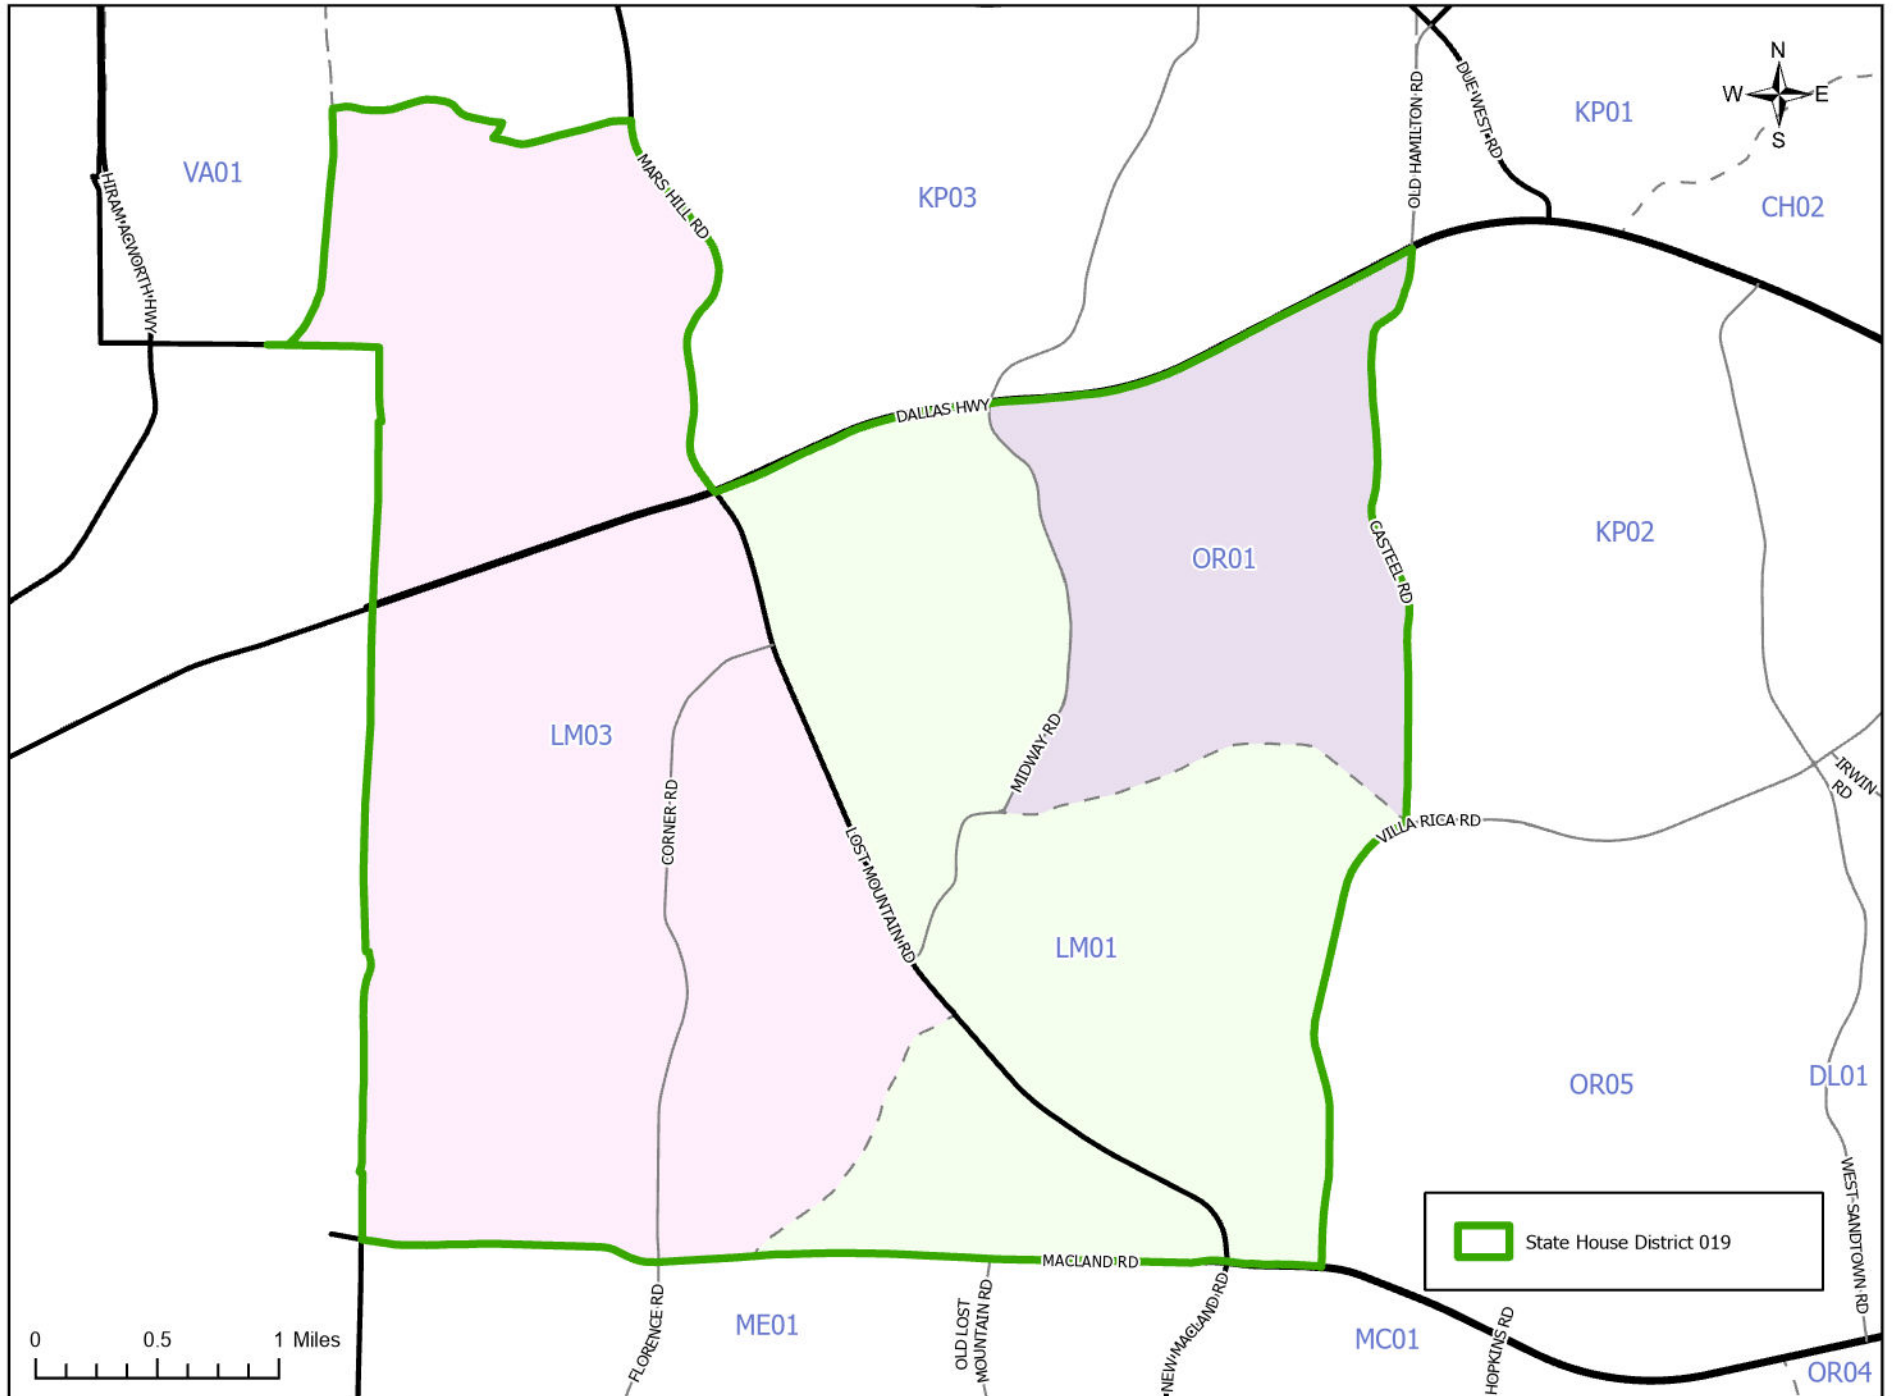 N
W E
S
KP01
VA01
KP03
CH02
HIRAM ACWORTH HWY
MARS HILL RD
OLD HAMILTON RD
DUE WEST RD
DALLAS HWY
OR01
KP02
CASTEEL RD
LM03
MIDWAY RD
CORNER RD
VILLA RICA RD
IRWIN
RD
LOST MOUNTAIN RD
LM01
OR05
DL01
WEST SANDTOWN RD
State House District 019
MACLAND RD
FLORENCE RD
ME01
OLD LOST
MOUNTAIN RD
NEW MACLAND RD
MC01
HOPKINS RD
OR04
0 0.5 1 Miles